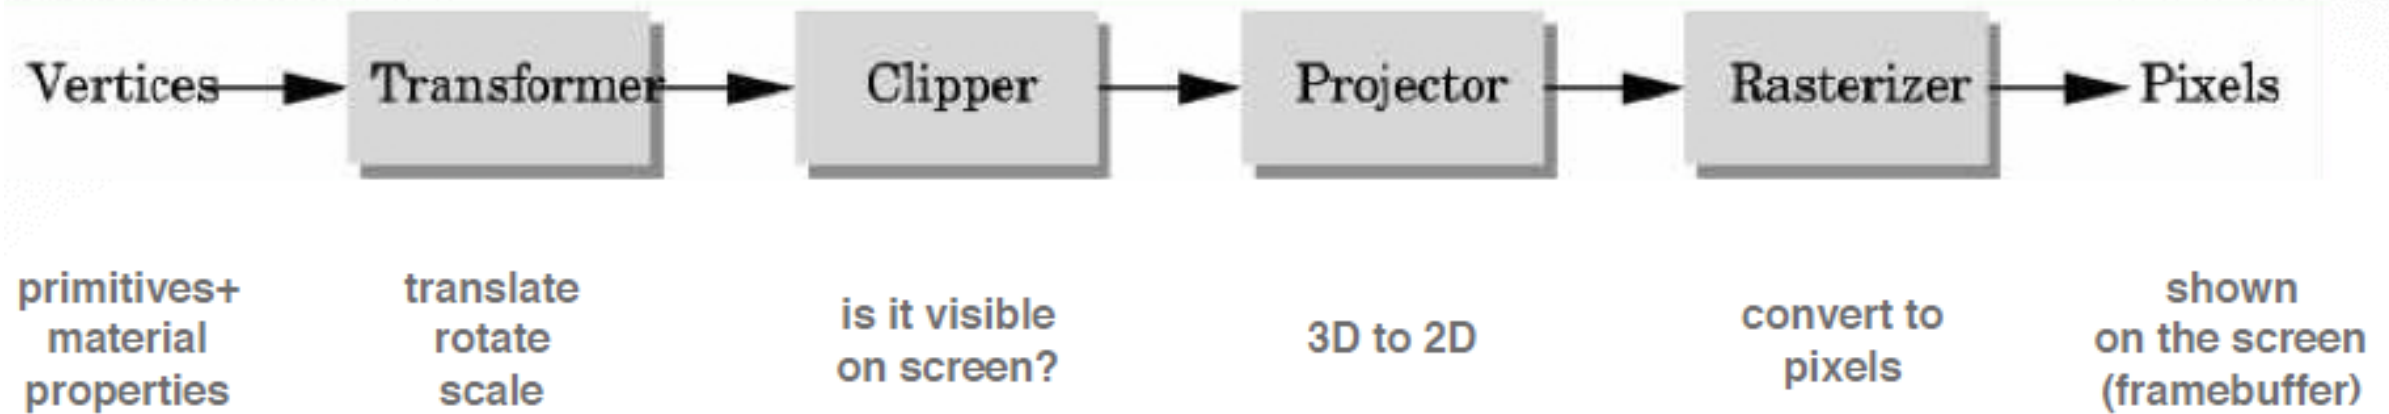 Vertices
Transformer
Clipper
Projector
Rasterizer
Pixels
primitives+
material
properties
translate
rotate
scale
is it visible
on screen?
3D to 2D
convert to
pixels
shown
on the screen
(framebuffer)